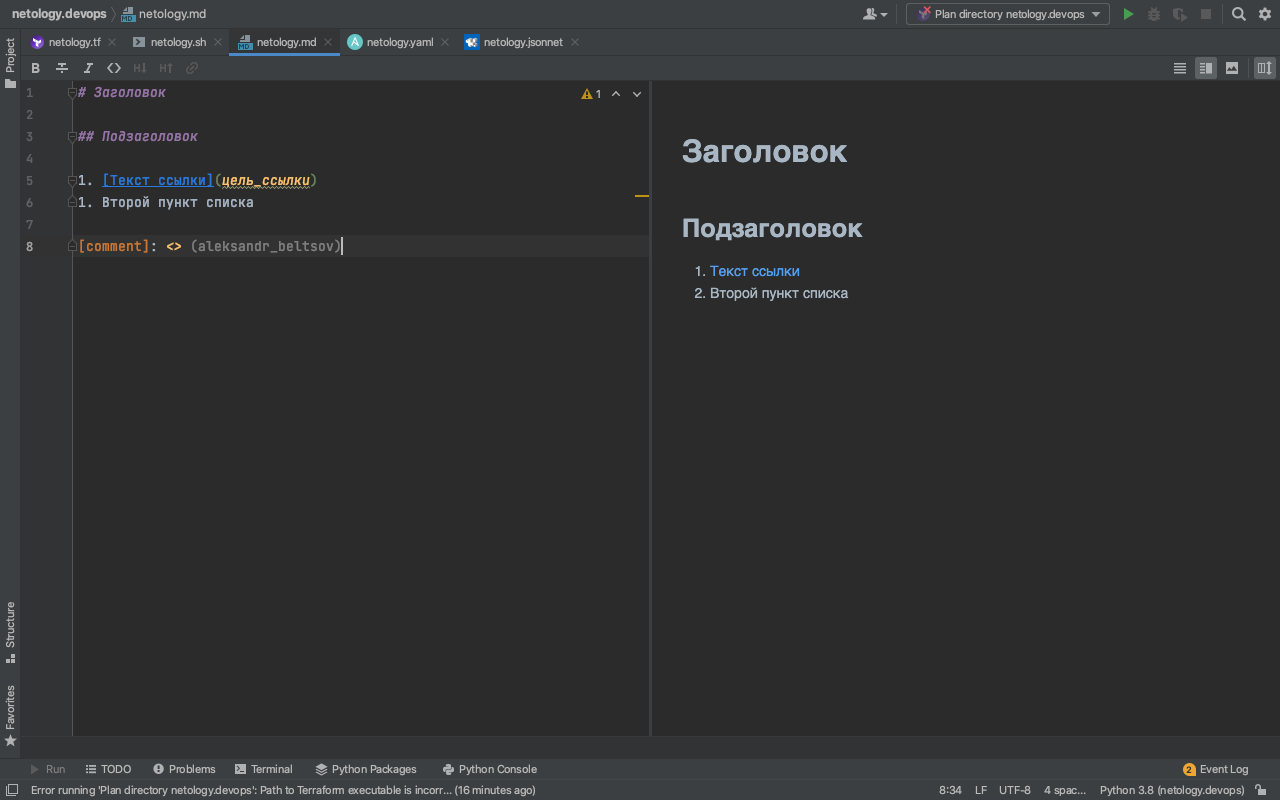 netology.devops netology.md Plan directory netology.devops
Project
netology.tf netology.sh netology.md netology.yaml netology.jsonnet
B I <> H↓ H↑
1 # Заголовок 1
2
3 ## Подзаголовок
4
5 1. [Текст ссылки](цель_ссылки)
6 1. Второй пункт списка
7
8 [comment]: <> (aleksandr_beltsov)
Заголовок
Подзаголовок
1. Текст ссылки
2. Второй пункт списка
Structure
Favorites
Run TODO Problems Terminal Python Packages Python Console 2 Event Log
Error running 'Plan directory netology.devops': Path to Terraform executable is incorr... (16 minutes ago) 8:34 LF UTF-8 4 spac... Python 3.8 (netology.devops)